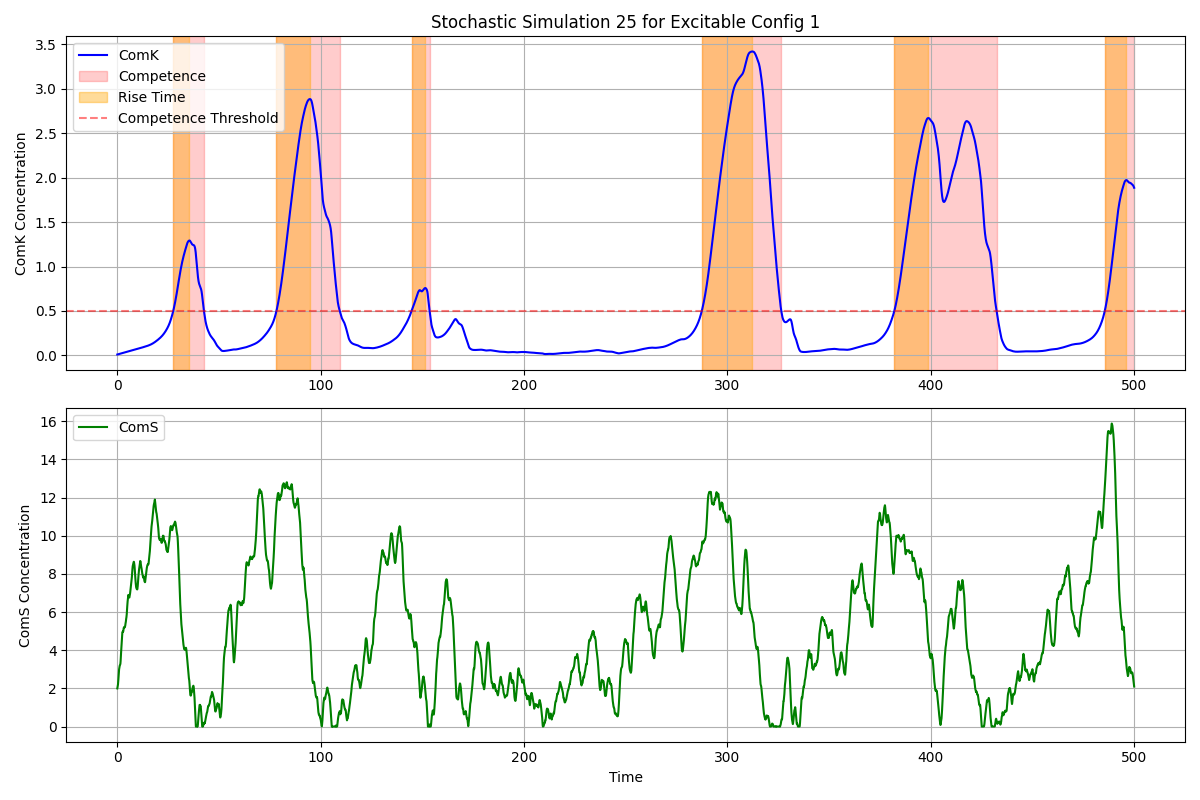 Stochastic Simulation 25 for Excitable Config 1
ComK Concentration
3.5
3.0
2.5
2.0
1.5
1.0
0.5
0.0
ComK
Competence
Rise Time
Competence Threshold
0 100 200 300 400 500
ComS Concentration
16
14
12
10
8
6
4
2
0
ComS
0 100 200 300 400 500
Time